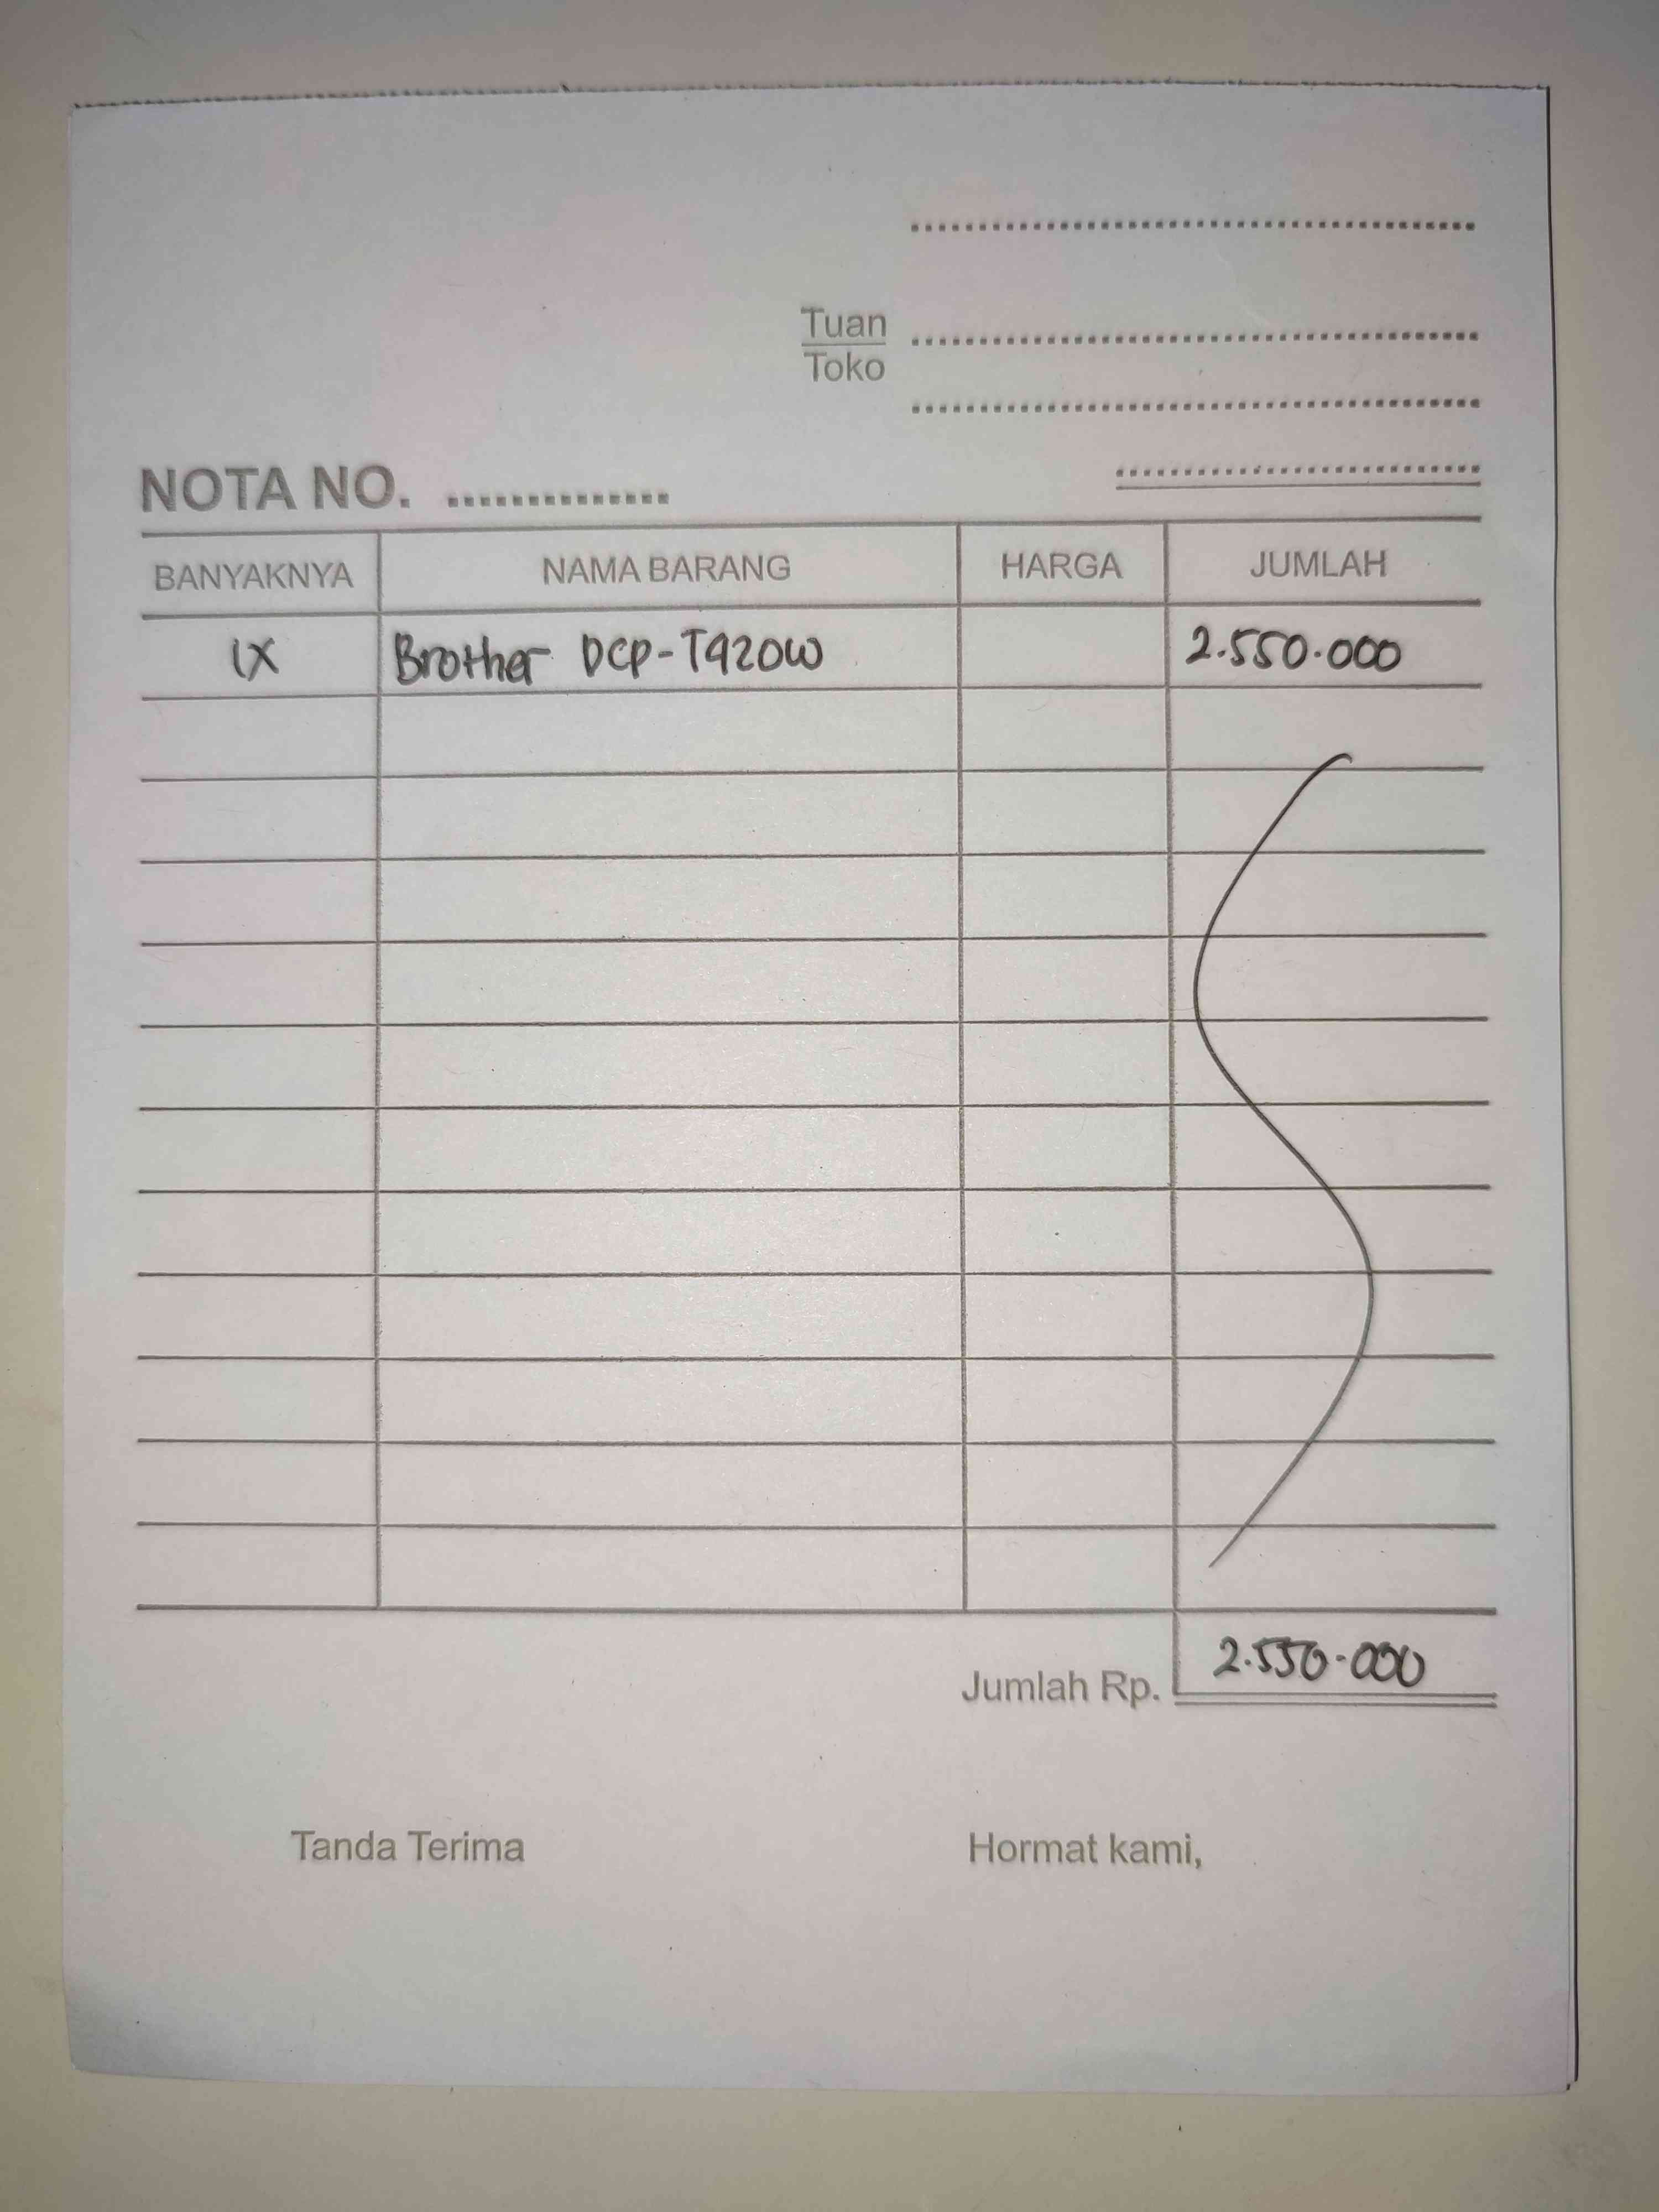 Tuan
Toko
NOTA NO. ..............
BANYAKNYA NAMA BARANG HARGA JUMLAH
1X Brother DCP-T920W 2.550.000
Jumlah Rp. 2.550.000
Tanda Terima Hormat kami,